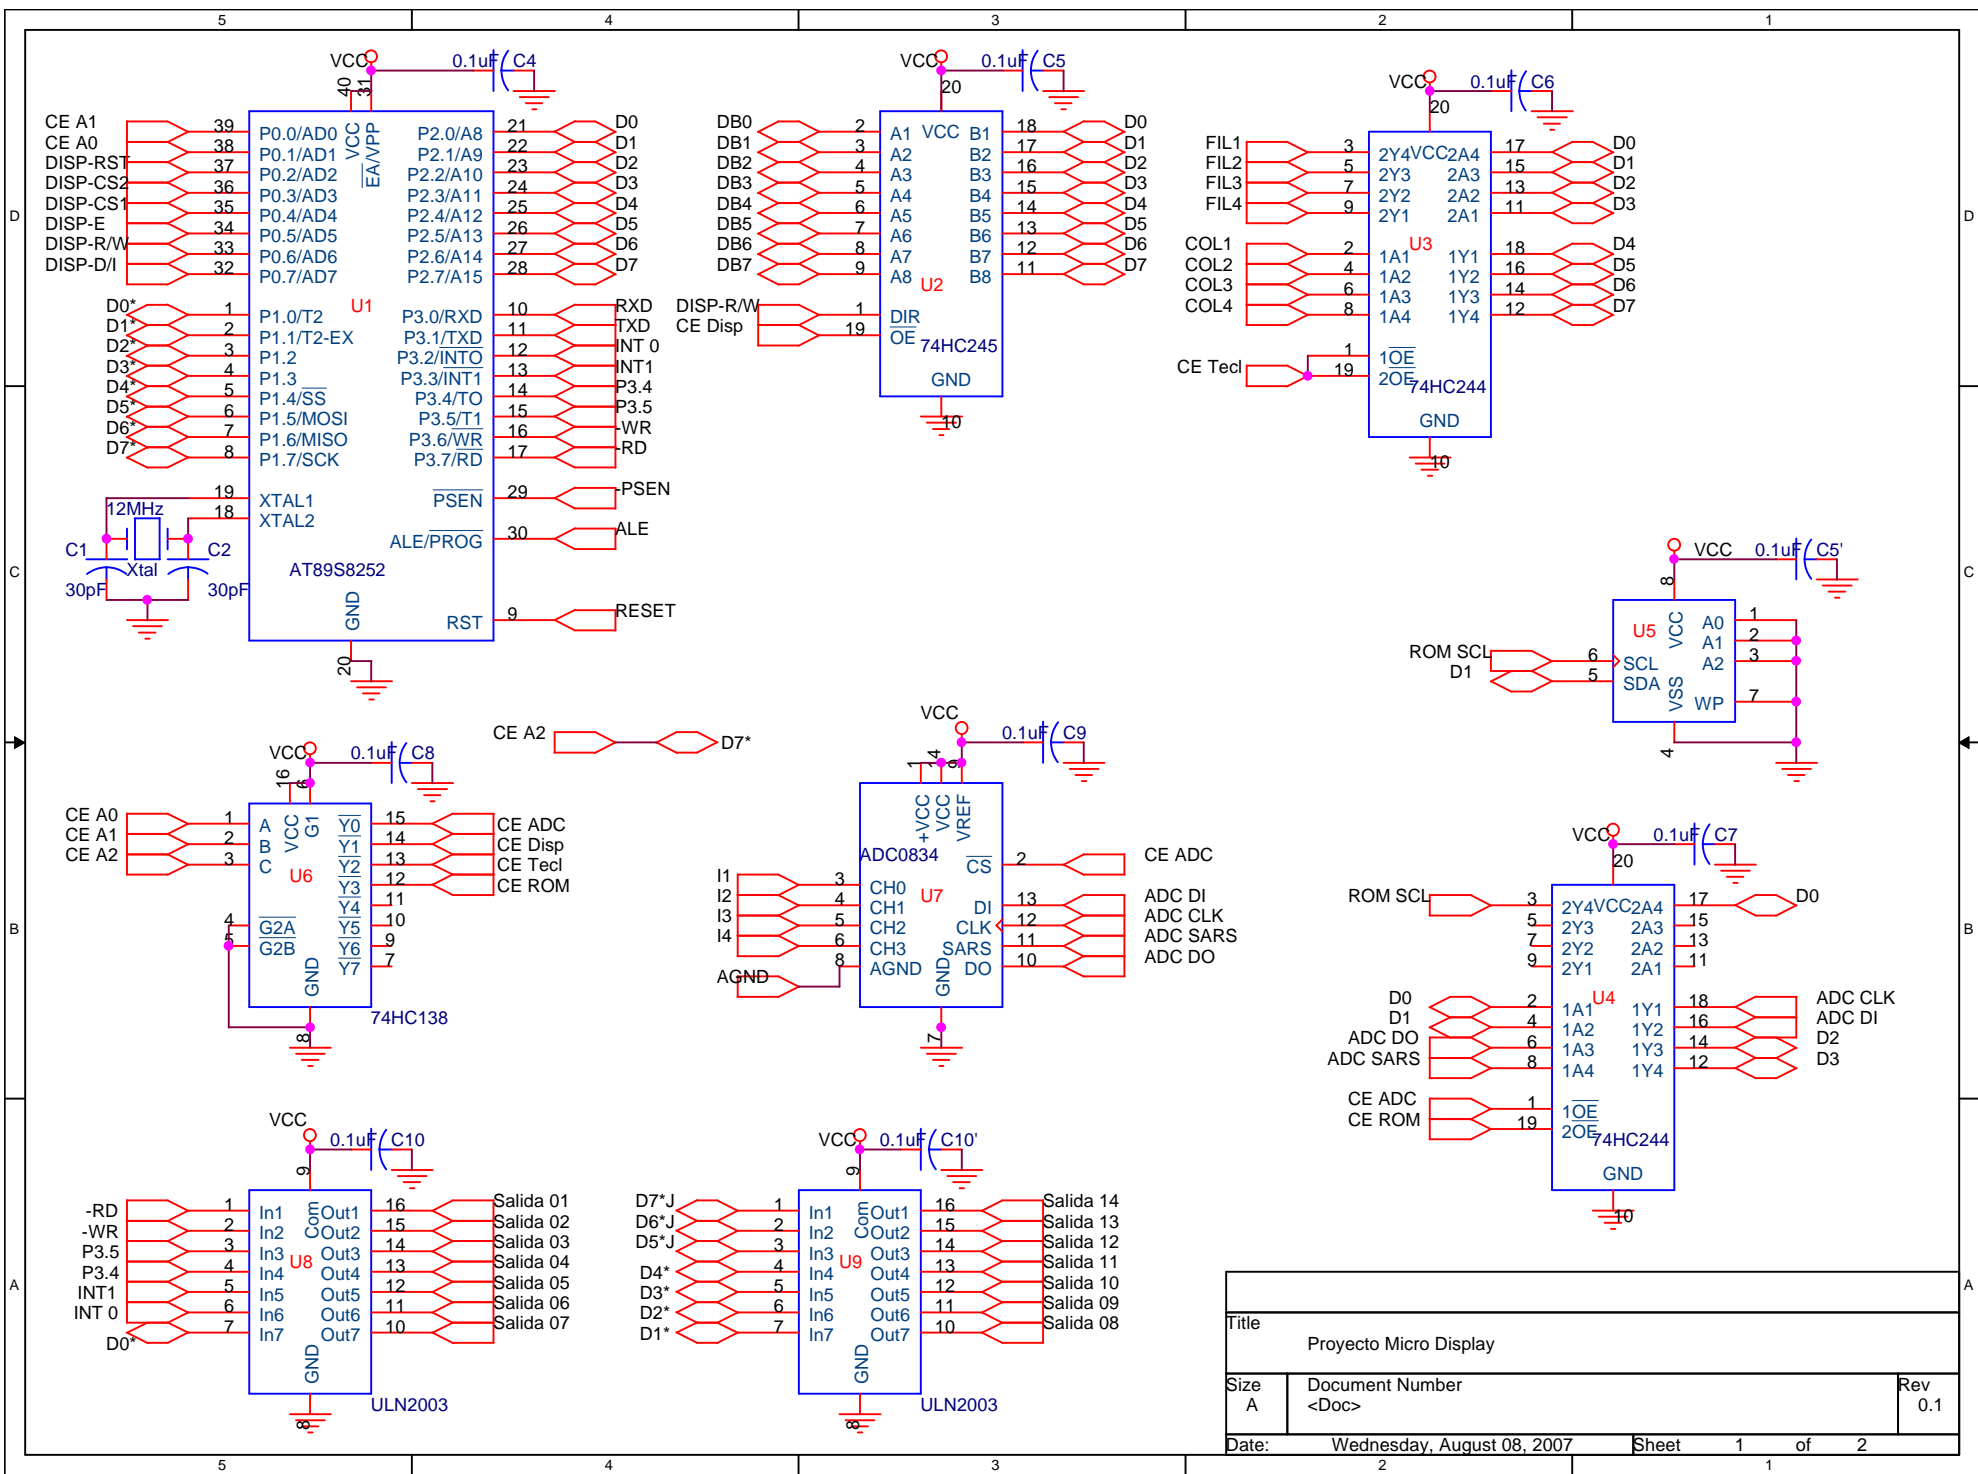 5 4 3 2 1
D
C
B
A
VCC
0.1uF C4
40
31
CE A1 39 P0.0/AD0
CE A0 38 P0.1/AD1
DISP-RST 37 P0.2/AD2
DISP-CS2 36 P0.3/AD3
DISP-CS1 35 P0.4/AD4
DISP-E 34 P0.5/AD5
DISP-R/W 33 P0.6/AD6
DISP-D/I 32 P0.7/AD7
VCC
EA/VPP
P2.0/A8 21 D0
P2.1/A9 22 D1
P2.2/A10 23 D2
P2.3/A11 24 D3
P2.4/A12 25 D4
P2.5/A13 26 D5
P2.6/A14 27 D6
P2.7/A15 28 D7
U1
D0* 1 P1.0/T2
D1* 2 P1.1/T2-EX
D2* 3 P1.2
D3* 4 P1.3
D4* 5 P1.4/SS
D5* 6 P1.5/MOSI
D6* 7 P1.6/MISO
D7* 8 P1.7/SCK
P3.0/RXD 10 RXD
P3.1/TXD 11 TXD
P3.2/INTO 12 INT 0
P3.3/INT1 13 INT1
P3.4/TO 14 P3.4
P3.5/T1 15 P3.5
P3.6/WR 16 -WR
P3.7/RD 17 -RD
19 XTAL1
18 XTAL2
12MHz
Xtal
C1
30pF
C2
30pF
PSEN 29 -PSEN
ALE/PROG 30 ALE
AT89S8252
GND
20
RST 9 RESET
VCC
0.1uF C5
20
DB0 2 A1 VCC B1 18 D0
DB1 3 A2 B2 17 D1
DB2 4 A3 B3 16 D2
DB3 5 A4 B4 15 D3
DB4 6 A5 B5 14 D4
DB5 7 A6 B6 13 D5
DB6 8 A7 B7 12 D6
DB7 9 A8 B8 11 D7
U2
DISP-R/W 1 DIR
CE Disp 19 OE
74HC245
GND
10
VCC
0.1uF C6
20
FIL1 3 2Y4 VCC 2A4 17 D0
FIL2 5 2Y3 2A3 15 D1
FIL3 7 2Y2 2A2 13 D2
FIL4 9 2Y1 2A1 11 D3
U3
COL1 2 1A1 1Y1 18 D4
COL2 4 1A2 1Y2 16 D5
COL3 6 1A3 1Y3 14 D6
COL4 8 1A4 1Y4 12 D7
CE Tecl 1 1OE
19 2OE
74HC244
GND
10
VCC
0.1uF C5'
8
U5
VCC
A0 1
A1 2
A2 3
ROM SCL 6 SCL
D1 5 SDA
VSS
WP 7
4
CE A2 D7*
VCC
0.1uF C8
16
6
CE A0 1 A
CE A1 2 B
CE A2 3 C
VCC
G1
U6
Y0 15 CE ADC
Y1 14 CE Disp
Y2 13 CE Tecl
Y3 12 CE ROM
Y4 11
4 G2A Y5 10
5 G2B Y6 9
Y7 7
GND
8
74HC138
VCC
0.1uF C9
1
14
9
+VCC
VCC
VREF
ADC0834
U7
CS 2 CE ADC
I1 3 CH0
I2 4 CH1
I3 5 CH2
I4 6 CH3
AGND 8 AGND
DI 13 ADC DI
CLK 12 ADC CLK
SARS 11 ADC SARS
DO 10 ADC DO
GND
7
VCC
0.1uF C7
20
ROM SCL 3 2Y4 VCC 2A4 17 D0
5 2Y3 2A3 15
7 2Y2 2A2 13
9 2Y1 2A1 11
U4
D0 2 1A1 1Y1 18 ADC CLK
D1 4 1A2 1Y2 16 ADC DI
ADC DO 6 1A3 1Y3 14 D2
ADC SARS 8 1A4 1Y4 12 D3
CE ADC 1 1OE
CE ROM 19 2OE
74HC244
GND
10
VCC
0.1uF C10
9
Com
U8
-RD 1 In1 Out1 16 Salida 01
-WR 2 In2 Out2 15 Salida 02
P3.5 3 In3 Out3 14 Salida 03
P3.4 4 In4 Out4 13 Salida 04
INT1 5 In5 Out5 12 Salida 05
INT 0 6 In6 Out6 11 Salida 06
D0* 7 In7 Out7 10 Salida 07
GND
8
ULN2003
VCC
0.1uF C10'
9
Com
U9
D7*J 1 In1 Out1 16 Salida 14
D6*J 2 In2 Out2 15 Salida 13
D5*J 3 In3 Out3 14 Salida 12
D4* 4 In4 Out4 13 Salida 11
D3* 5 In5 Out5 12 Salida 10
D2* 6 In6 Out6 11 Salida 09
D1* 7 In7 Out7 10 Salida 08
GND
8
ULN2003
Title
Proyecto Micro Display
Size
A
Document Number
<Doc>
Rev
0.1
Date: Wednesday, August 08, 2007 Sheet 1 of 2
D
C
B
A
5 4 3 2 1